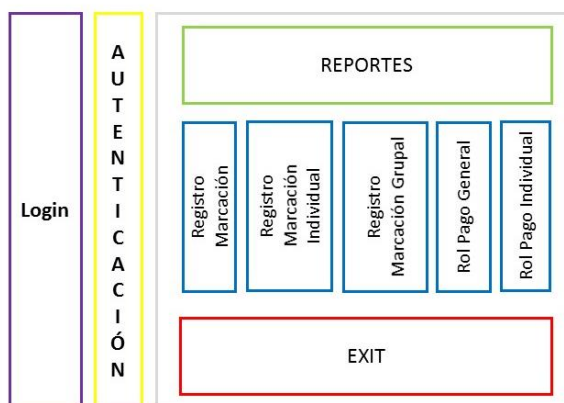 Login
AUTENTICACIÓN
REPORTES
Registro
Marcación
Registro
Marcación
Individual
Registro
Marcación Grupal
Rol Pago General
Rol Pago Individual
EXIT